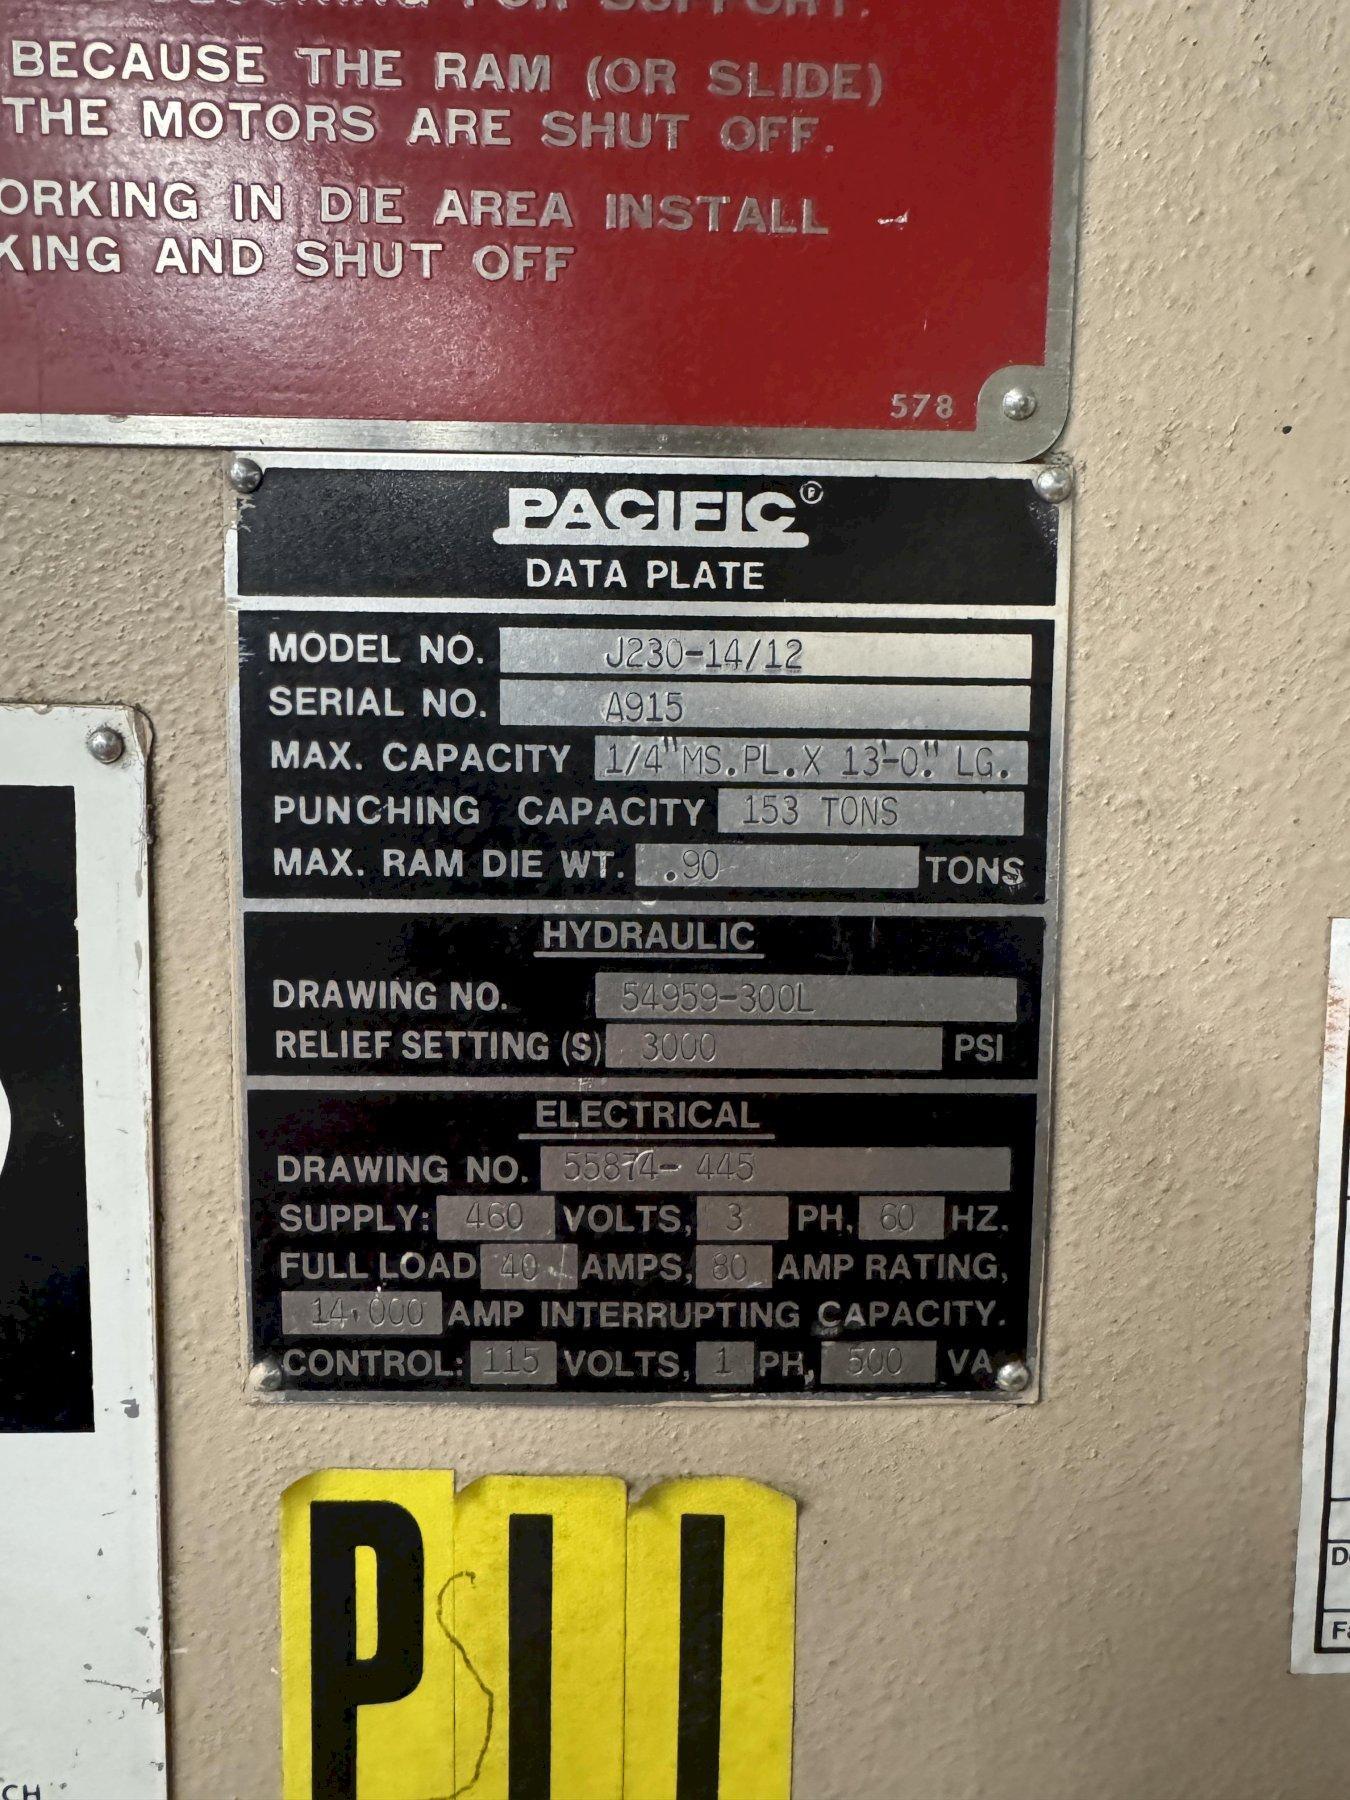 FOR SUPPORT.
BECAUSE THE RAM (OR SLIDE)
THE MOTORS ARE SHUT OFF.
ORKING IN DIE AREA INSTALL
KING AND SHUT OFF
578
PACIFIC®
DATA PLATE
MODEL NO. J230-14/12
SERIAL NO. A915
MAX. CAPACITY 1/4" MS.PL.X 13'-0" LG.
PUNCHING CAPACITY 153 TONS
MAX. RAM DIE WT. .90 TONS
HYDRAULIC
DRAWING NO. 54959-300L
RELIEF SETTING (S) 3000 PSI
ELECTRICAL
DRAWING NO. 55874-445
SUPPLY: 460 VOLTS, 3 PH, 60 HZ.
FULL LOAD 40 AMPS, 80 AMP RATING,
14,000 AMP INTERRUPTING CAPACITY.
CONTROL: 115 VOLTS, 1 PH, 500 VA
P11
CH